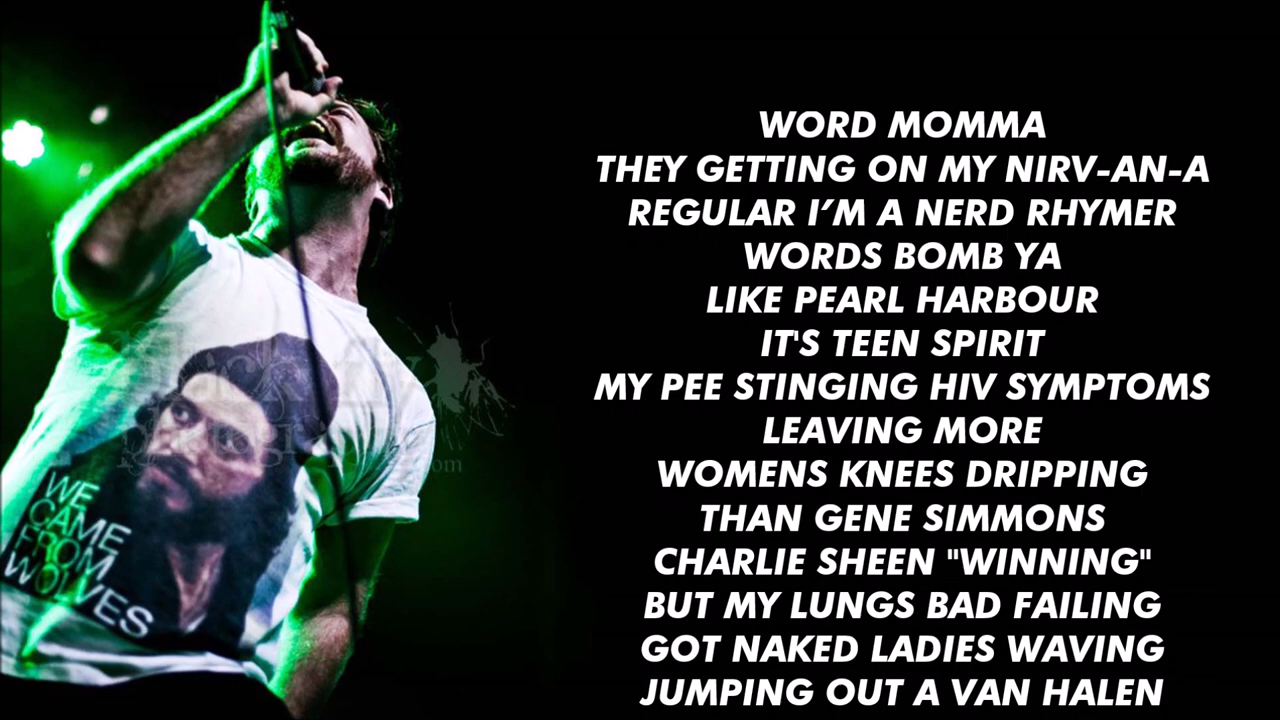 WORD MOMMA
THEY GETTING ON MY NIRV-AN-A
REGULAR I’M A NERD RHYMER
WORDS BOMB YA
LIKE PEARL HARBOUR
IT'S TEEN SPIRIT
MY PEE STINGING HIV SYMPTOMS
LEAVING MORE
WOMENS KNEES DRIPPING
THAN GENE SIMMONS
CHARLIE SHEEN "WINNING"
BUT MY LUNGS BAD FAILING
GOT NAKED LADIES WAVING
JUMPING OUT A VAN HALEN
WE
CAME
FROM
WOLVES